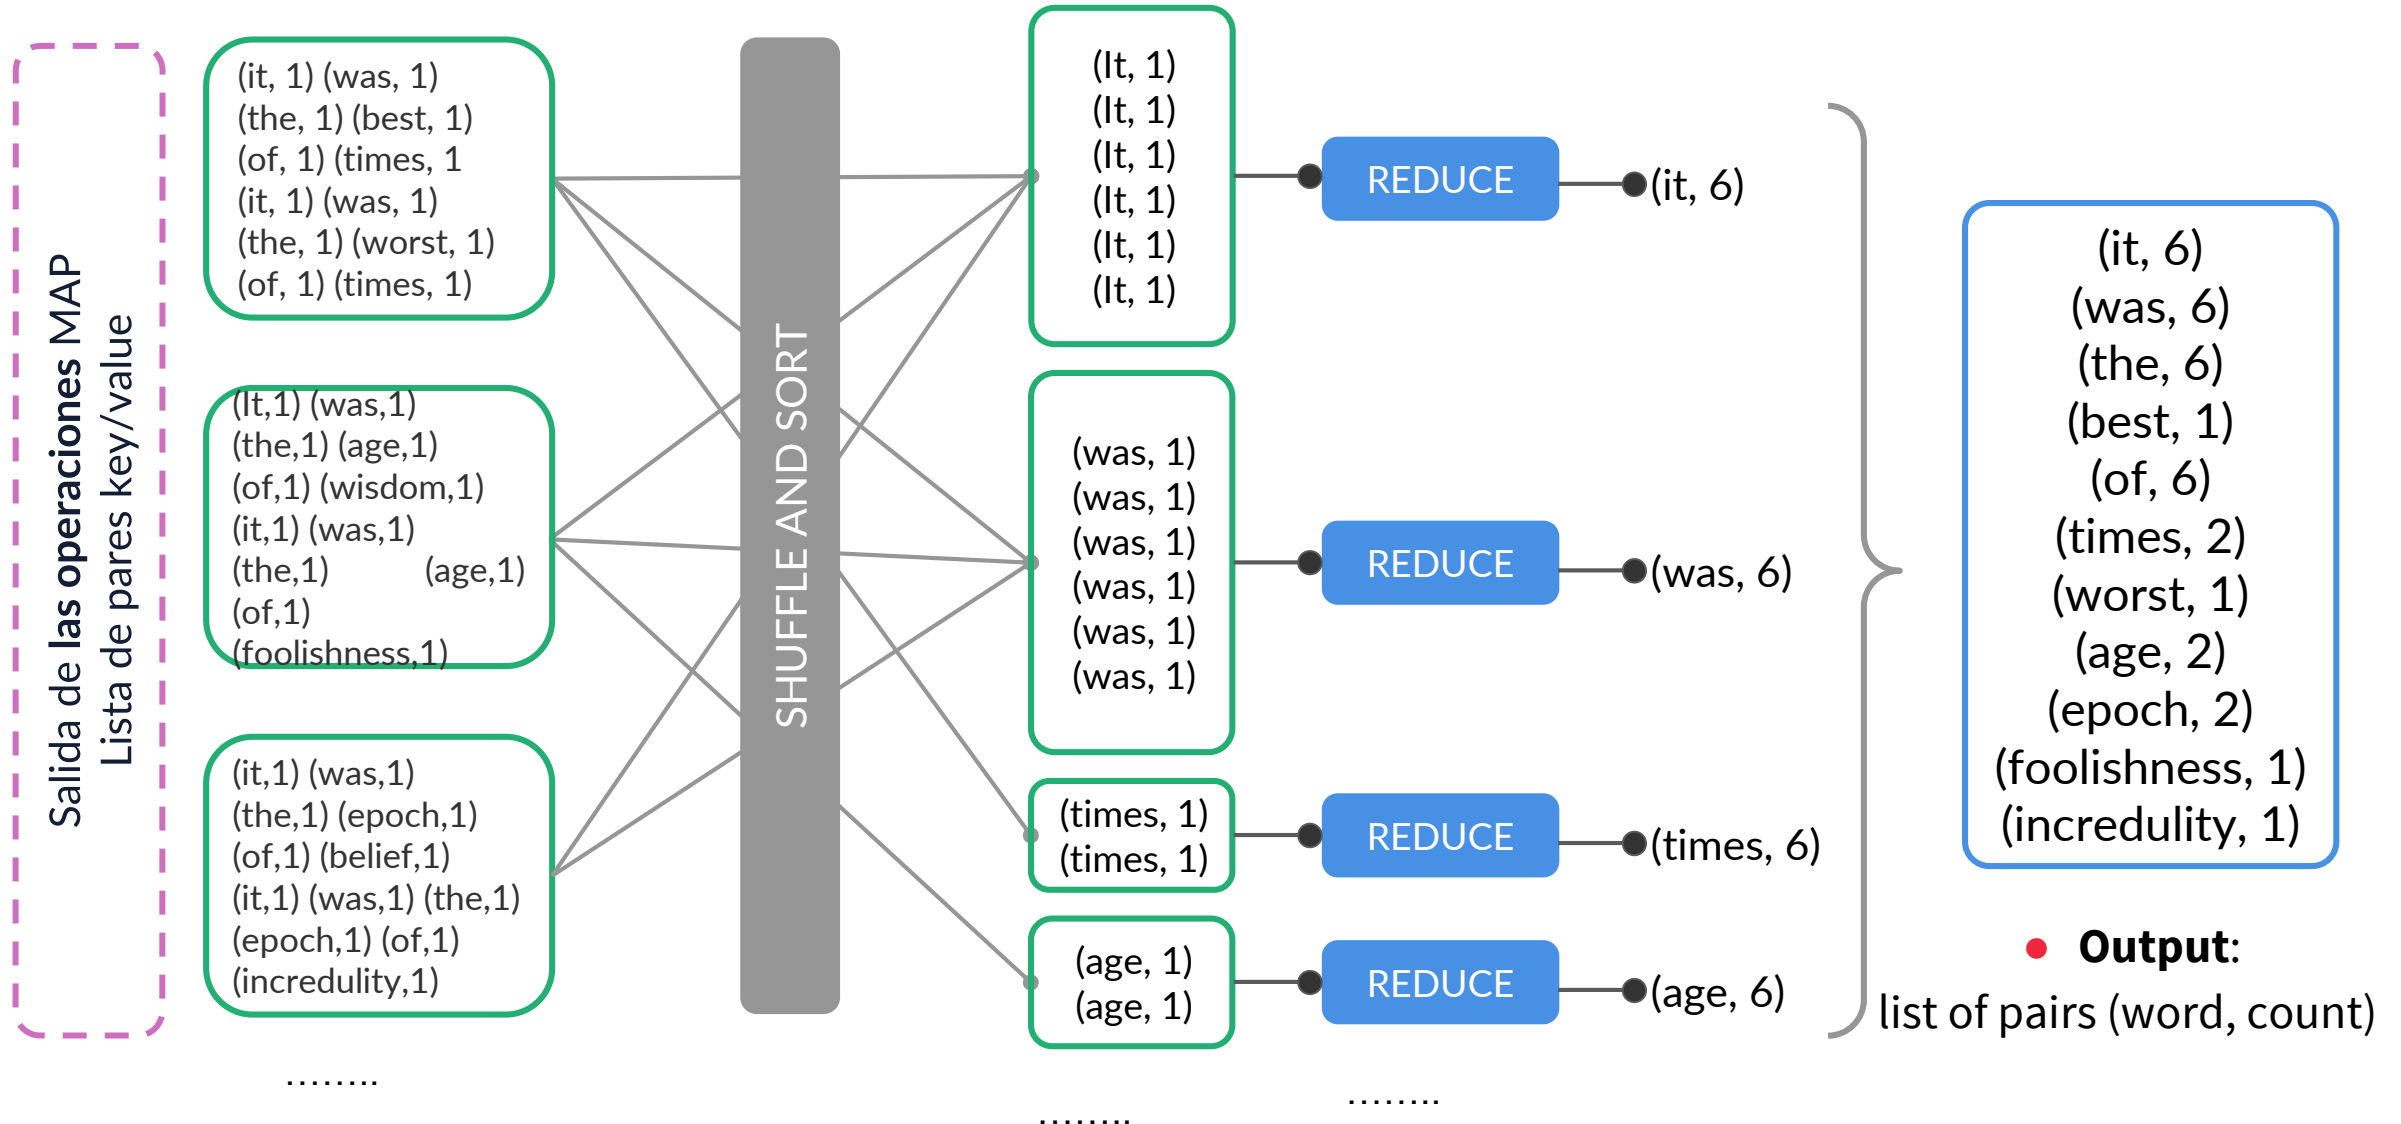 Salida de las operaciones MAP
Lista de pares key/value
(it, 1) (was, 1)
(the, 1) (best, 1)
(of, 1) (times, 1
(it, 1) (was, 1)
(the, 1) (worst, 1)
(of, 1) (times, 1)
(It,1) (was,1)
(the,1) (age,1)
(of,1) (wisdom,1)
(it,1) (was,1)
(the,1) (age,1)
(of,1)
(foolishness,1)
(it,1) (was,1)
(the,1) (epoch,1)
(of,1) (belief,1)
(it,1) (was,1) (the,1)
(epoch,1) (of,1)
(incredulity,1)
........
SHUFFLE AND SORT
(It, 1)
(It, 1)
(It, 1)
(It, 1)
(It, 1)
(It, 1)
(was, 1)
(was, 1)
(was, 1)
(was, 1)
(was, 1)
(was, 1)
(times, 1)
(times, 1)
(age, 1)
(age, 1)
........
REDUCE
(it, 6)
REDUCE
(was, 6)
REDUCE
(times, 6)
REDUCE
(age, 6)
........
(it, 6)
(was, 6)
(the, 6)
(best, 1)
(of, 6)
(times, 2)
(worst, 1)
(age, 2)
(epoch, 2)
(foolishness, 1)
(incredulity, 1)
● Output:
list of pairs (word, count)